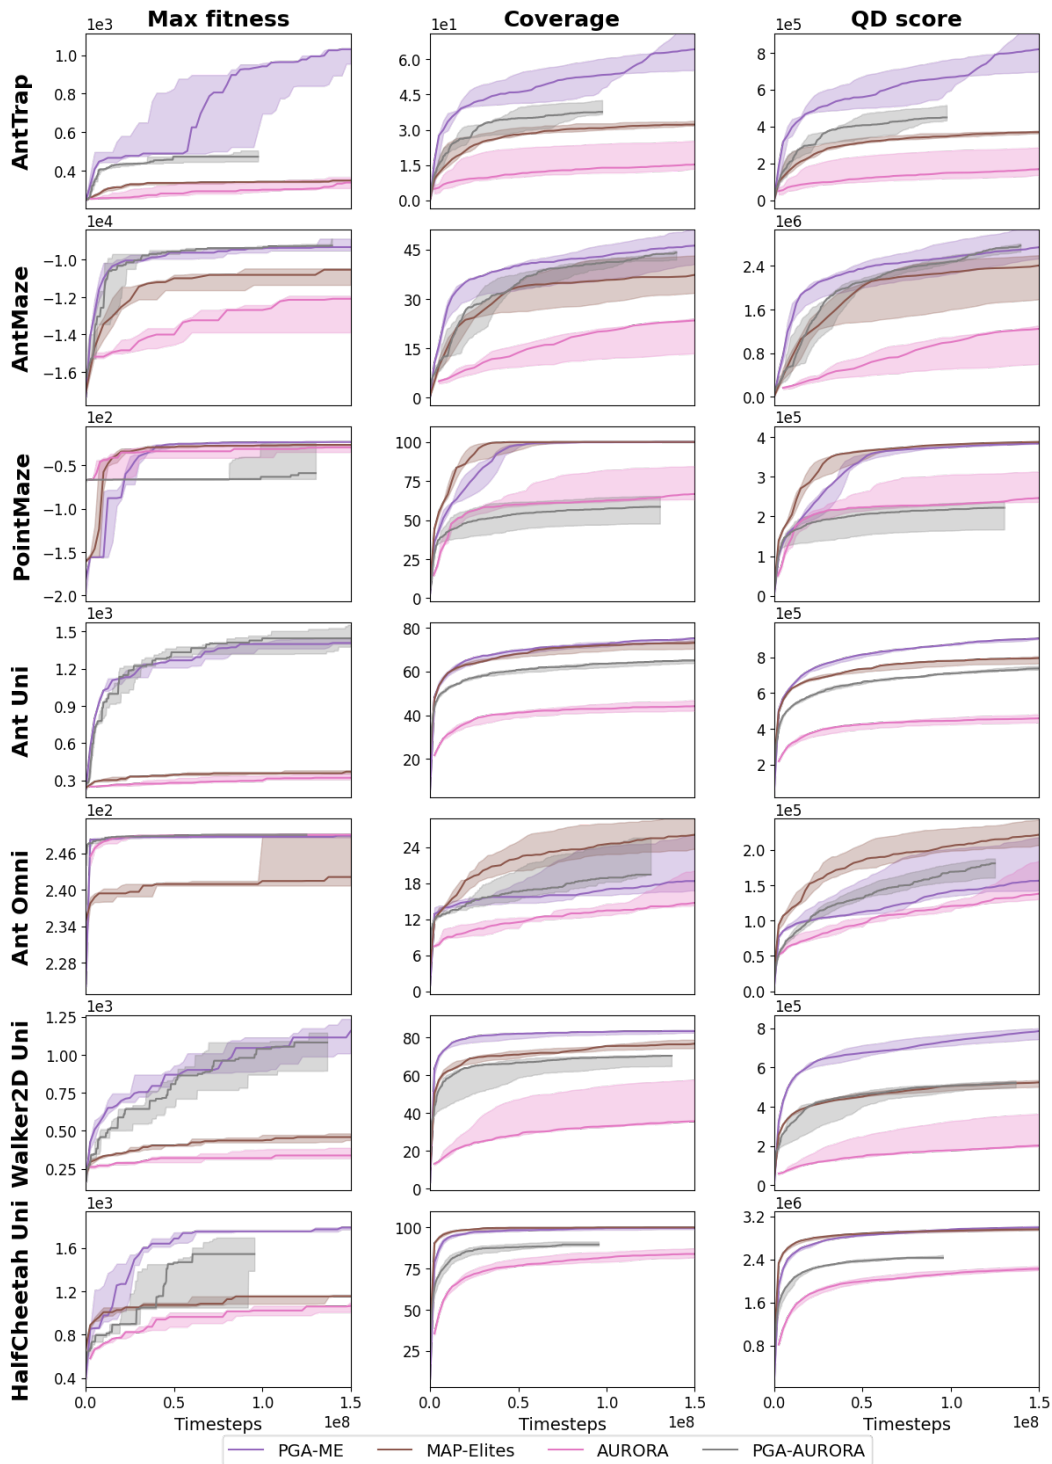 Max fitness Coverage QD score
1e3 1e1 1e5
AntTrap
1.0 0.8 0.6 0.4
6.0 4.5 3.0 1.5 0.0
8 6 4 2 0
1e4 1e6
AntMaze
−1.0 −1.2 −1.4 −1.6
45 30 15 0
2.4 1.6 0.8 0.0
1e2 1e5
PointMaze
−0.5 −1.0 −1.5 −2.0
100 75 50 25 0
4 3 2 1 0
1e3 1e5
Ant Uni
1.5 1.2 0.9 0.6 0.3
80 60 40 20
8 6 4 2
1e2 1e5
Ant Omni
2.46 2.40 2.34 2.28
24 18 12 6 0
2.0 1.5 1.0 0.5 0.0
1e3 1e5
Walker2D Uni
1.25 1.00 0.75 0.50 0.25
80 60 40 20 0
8 6 4 2 0
1e3 1e6
HalfCheetah Uni
1.6 1.2 0.8 0.4
100 75 50 25
3.2 2.4 1.6 0.8
0.0 0.5 1.0 1.5 0.0 0.5 1.0 1.5 0.0 0.5 1.0 1.5
Timesteps 1e8 Timesteps 1e8 Timesteps 1e8
PGA-ME MAP-Elites AURORA PGA-AURORA